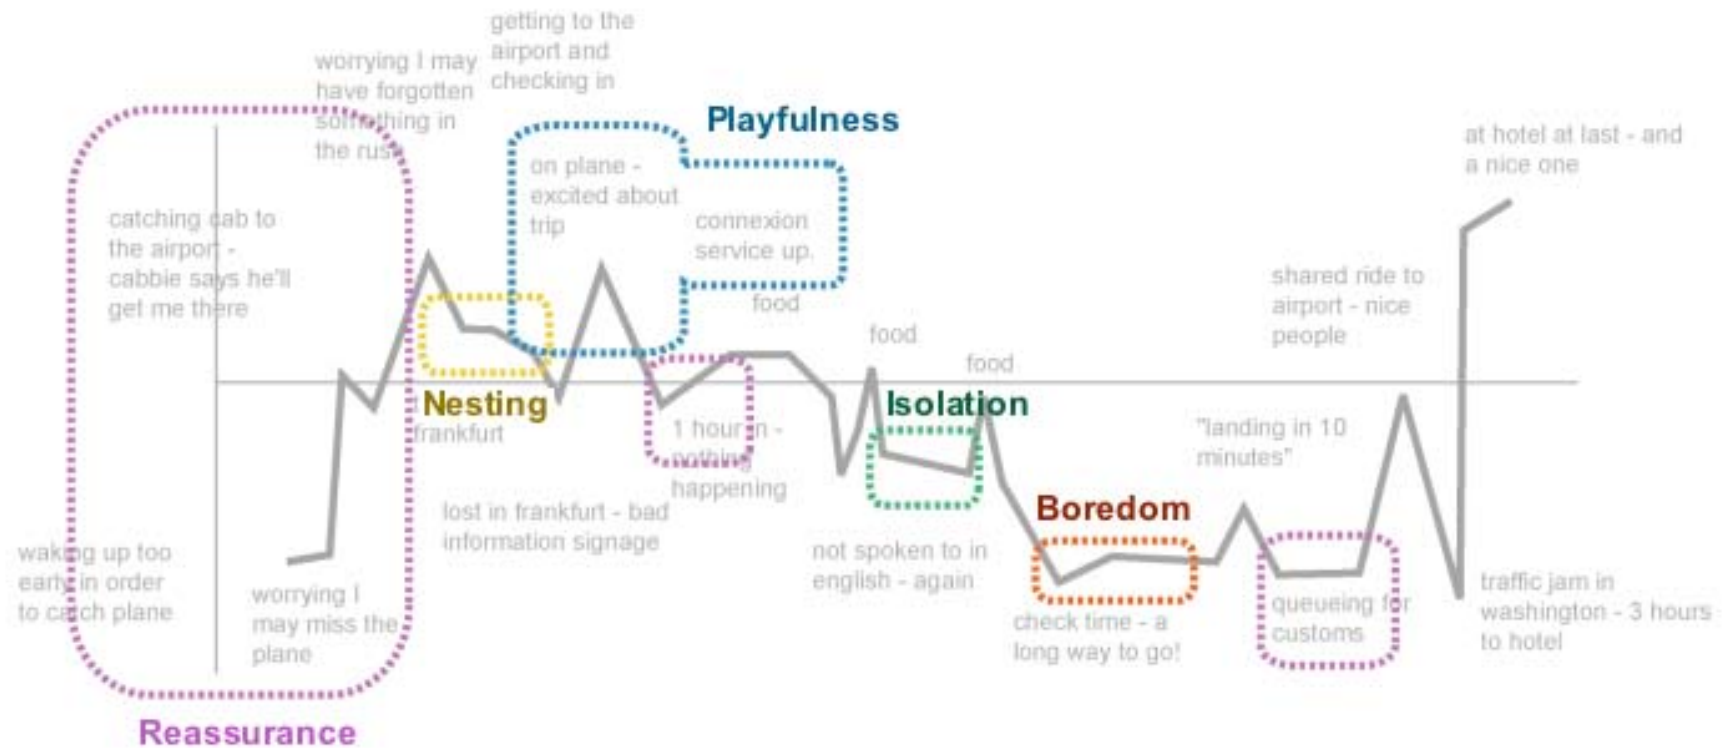 getting to the
airport and
checking in
worrying I may
have forgotten
something in
the rush
Playfulness
at hotel at last - and
a nice one
on plane -
excited about
trip
catching cab to
the airport -
cabbie says he'll
get me there
connexion
service up.
shared ride to
airport - nice
people
food
food
food
Nesting
frankfurt
Isolation
1 hour in -
nothing
happening
"landing in 10
minutes"
lost in frankfurt - bad
information signage
Boredom
waking up too
early in order
to catch plane
not spoken to in
english - again
worrying I
may miss the
plane
check time - a
long way to go!
queueing for
customs
traffic jam in
washington - 3 hours
to hotel
Reassurance